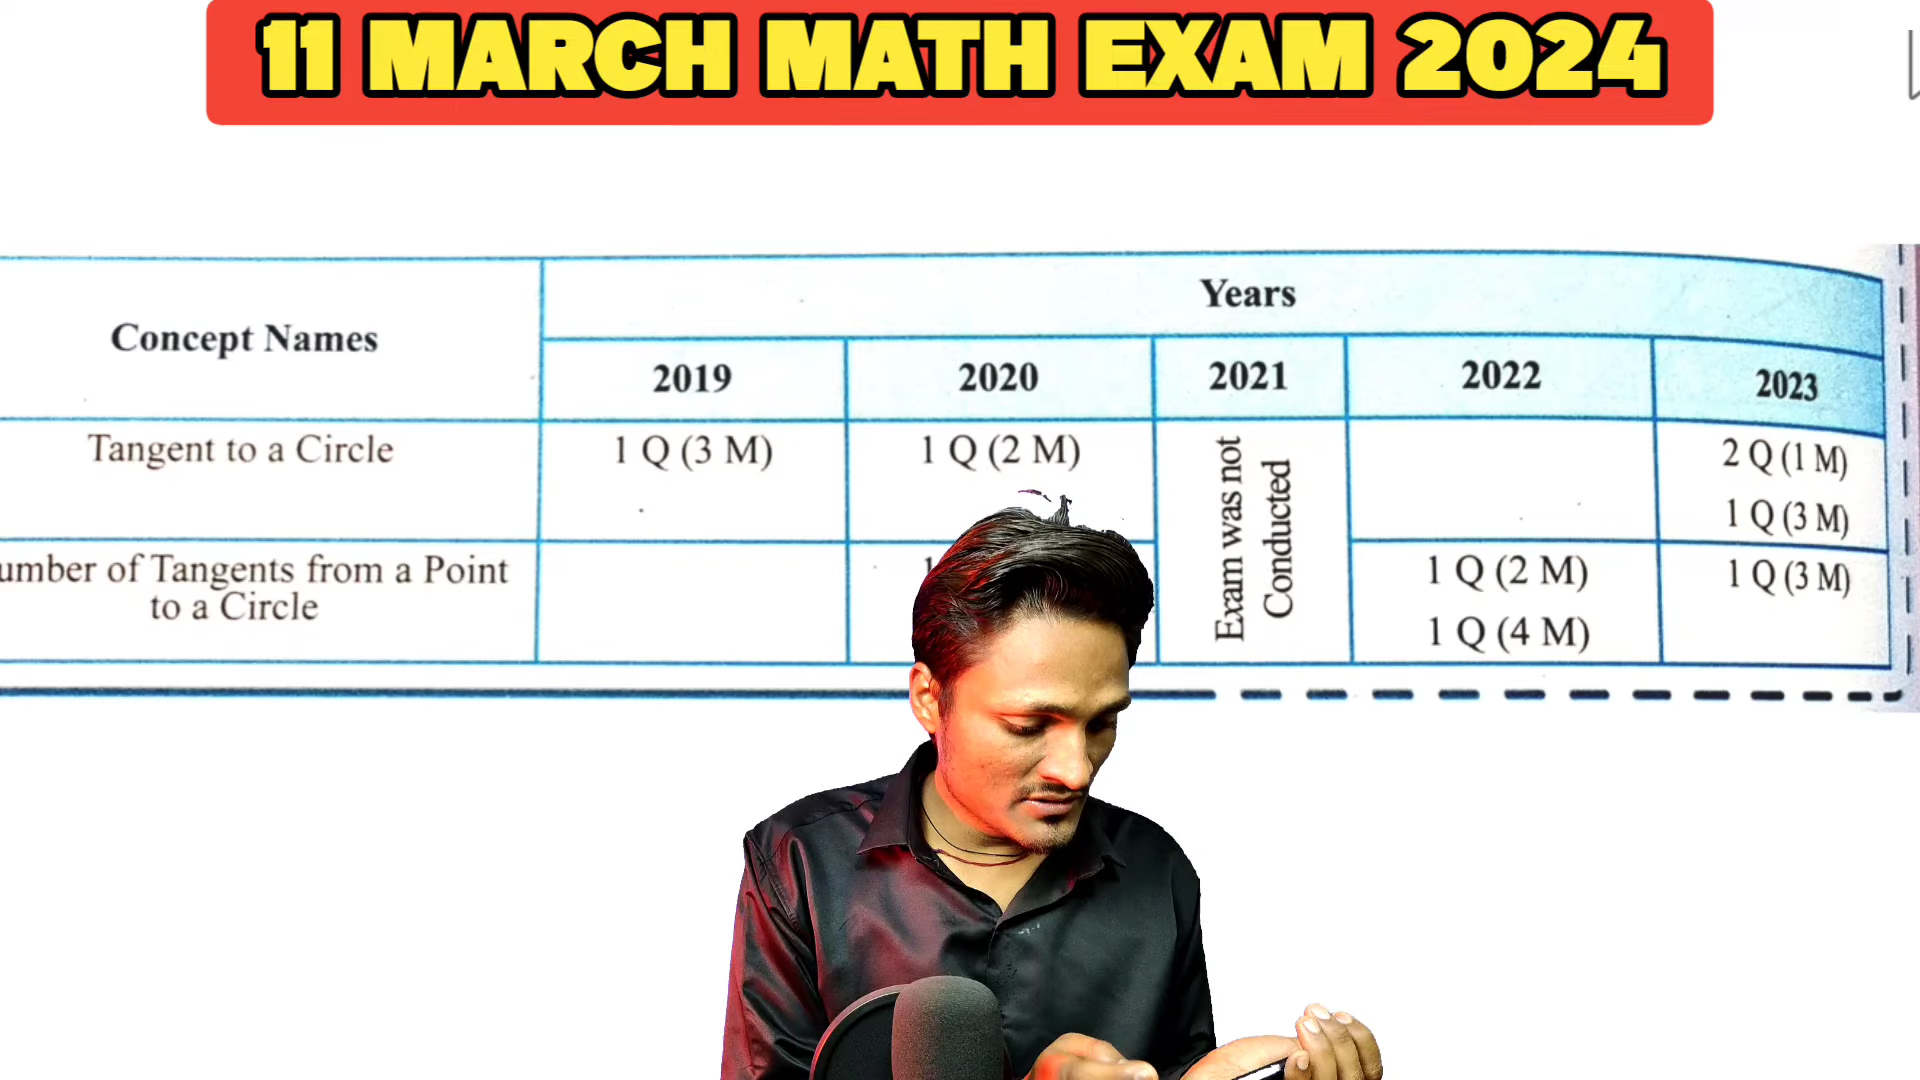 11 MARCH MATH EXAM 2024
Years
Concept Names
2019 2020 2021 2022 2023
Tangent to a Circle 1 Q (3 M) 1 Q (2 M) Exam was not Conducted 2 Q (1 M)
1 Q (3 M)
umber of Tangents from a Point 1 Q (2 M) 1 Q (3 M)
to a Circle 1 Q (4 M)